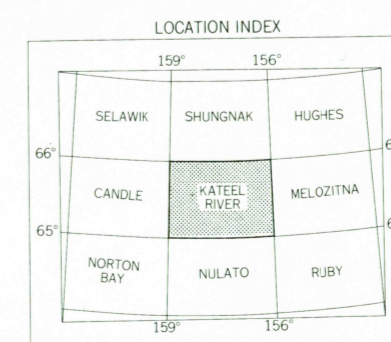 LOCATION INDEX
159° 156°
SELAWIK SHUNGNAK HUGHES
66°
CANDLE KATEEL RIVER MELOZITNA
65°
NORTON BAY NULATO RUBY
159° 156°